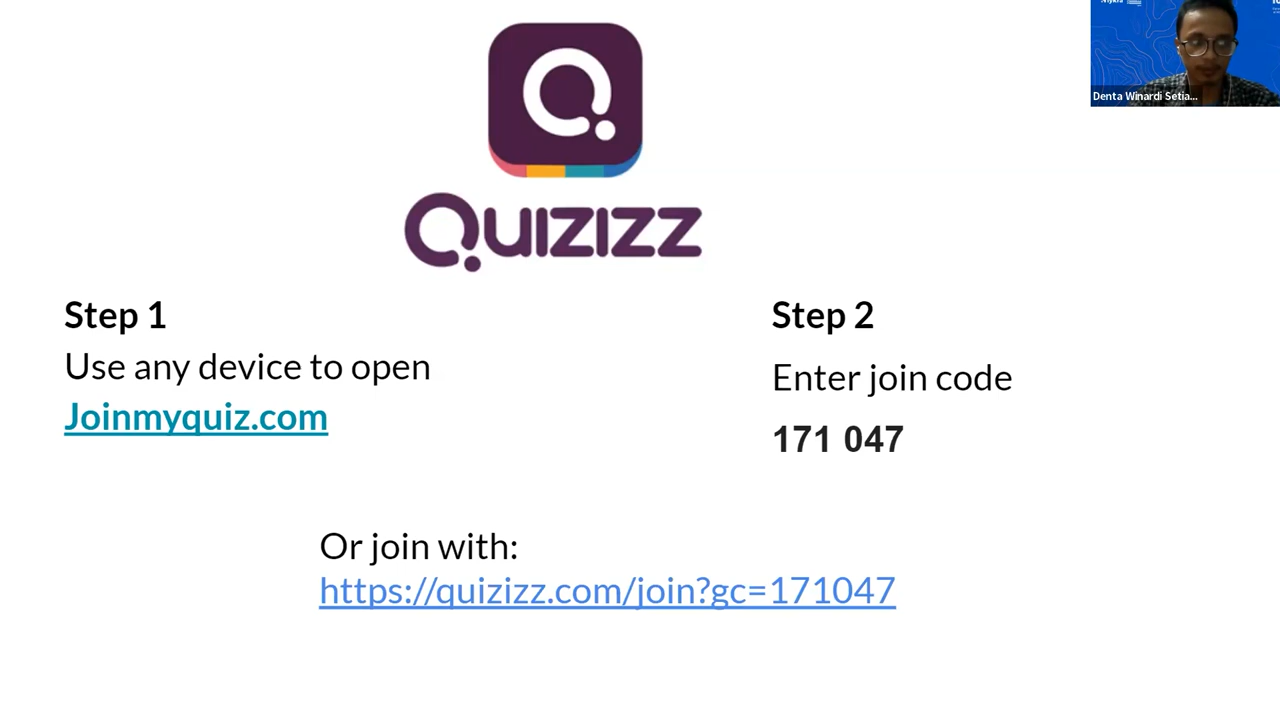 Quizizz
Step 1
Use any device to open
Joinmyquiz.com
Step 2
Enter join code
171 047
Or join with:
https://quizizz.com/join?gc=171047
Denta Winardi Setia...